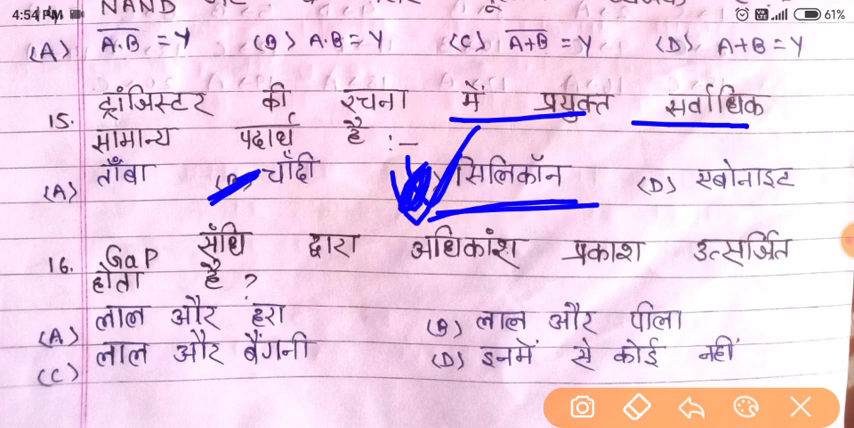 4:54 PM 61%
NAND
(A) A.B = Y (B) A.B = Y (C) A+B = Y (D) A+B = Y
15. ट्रांजिस्टर की रचना में प्रयुक्त सर्वाधिक
सामान्य पदार्थ है :-
(A) ताँबा (B) चाँदी सिलिकॉन (D) एबोनाइट
16. GaP संधि द्वारा अधिकांश प्रकाश उत्सर्जित
होता है ?
(A) लाल और हरा (B) लाल और पीला
(C) लाल और बैंगनी (D) इनमें से कोई नहीं